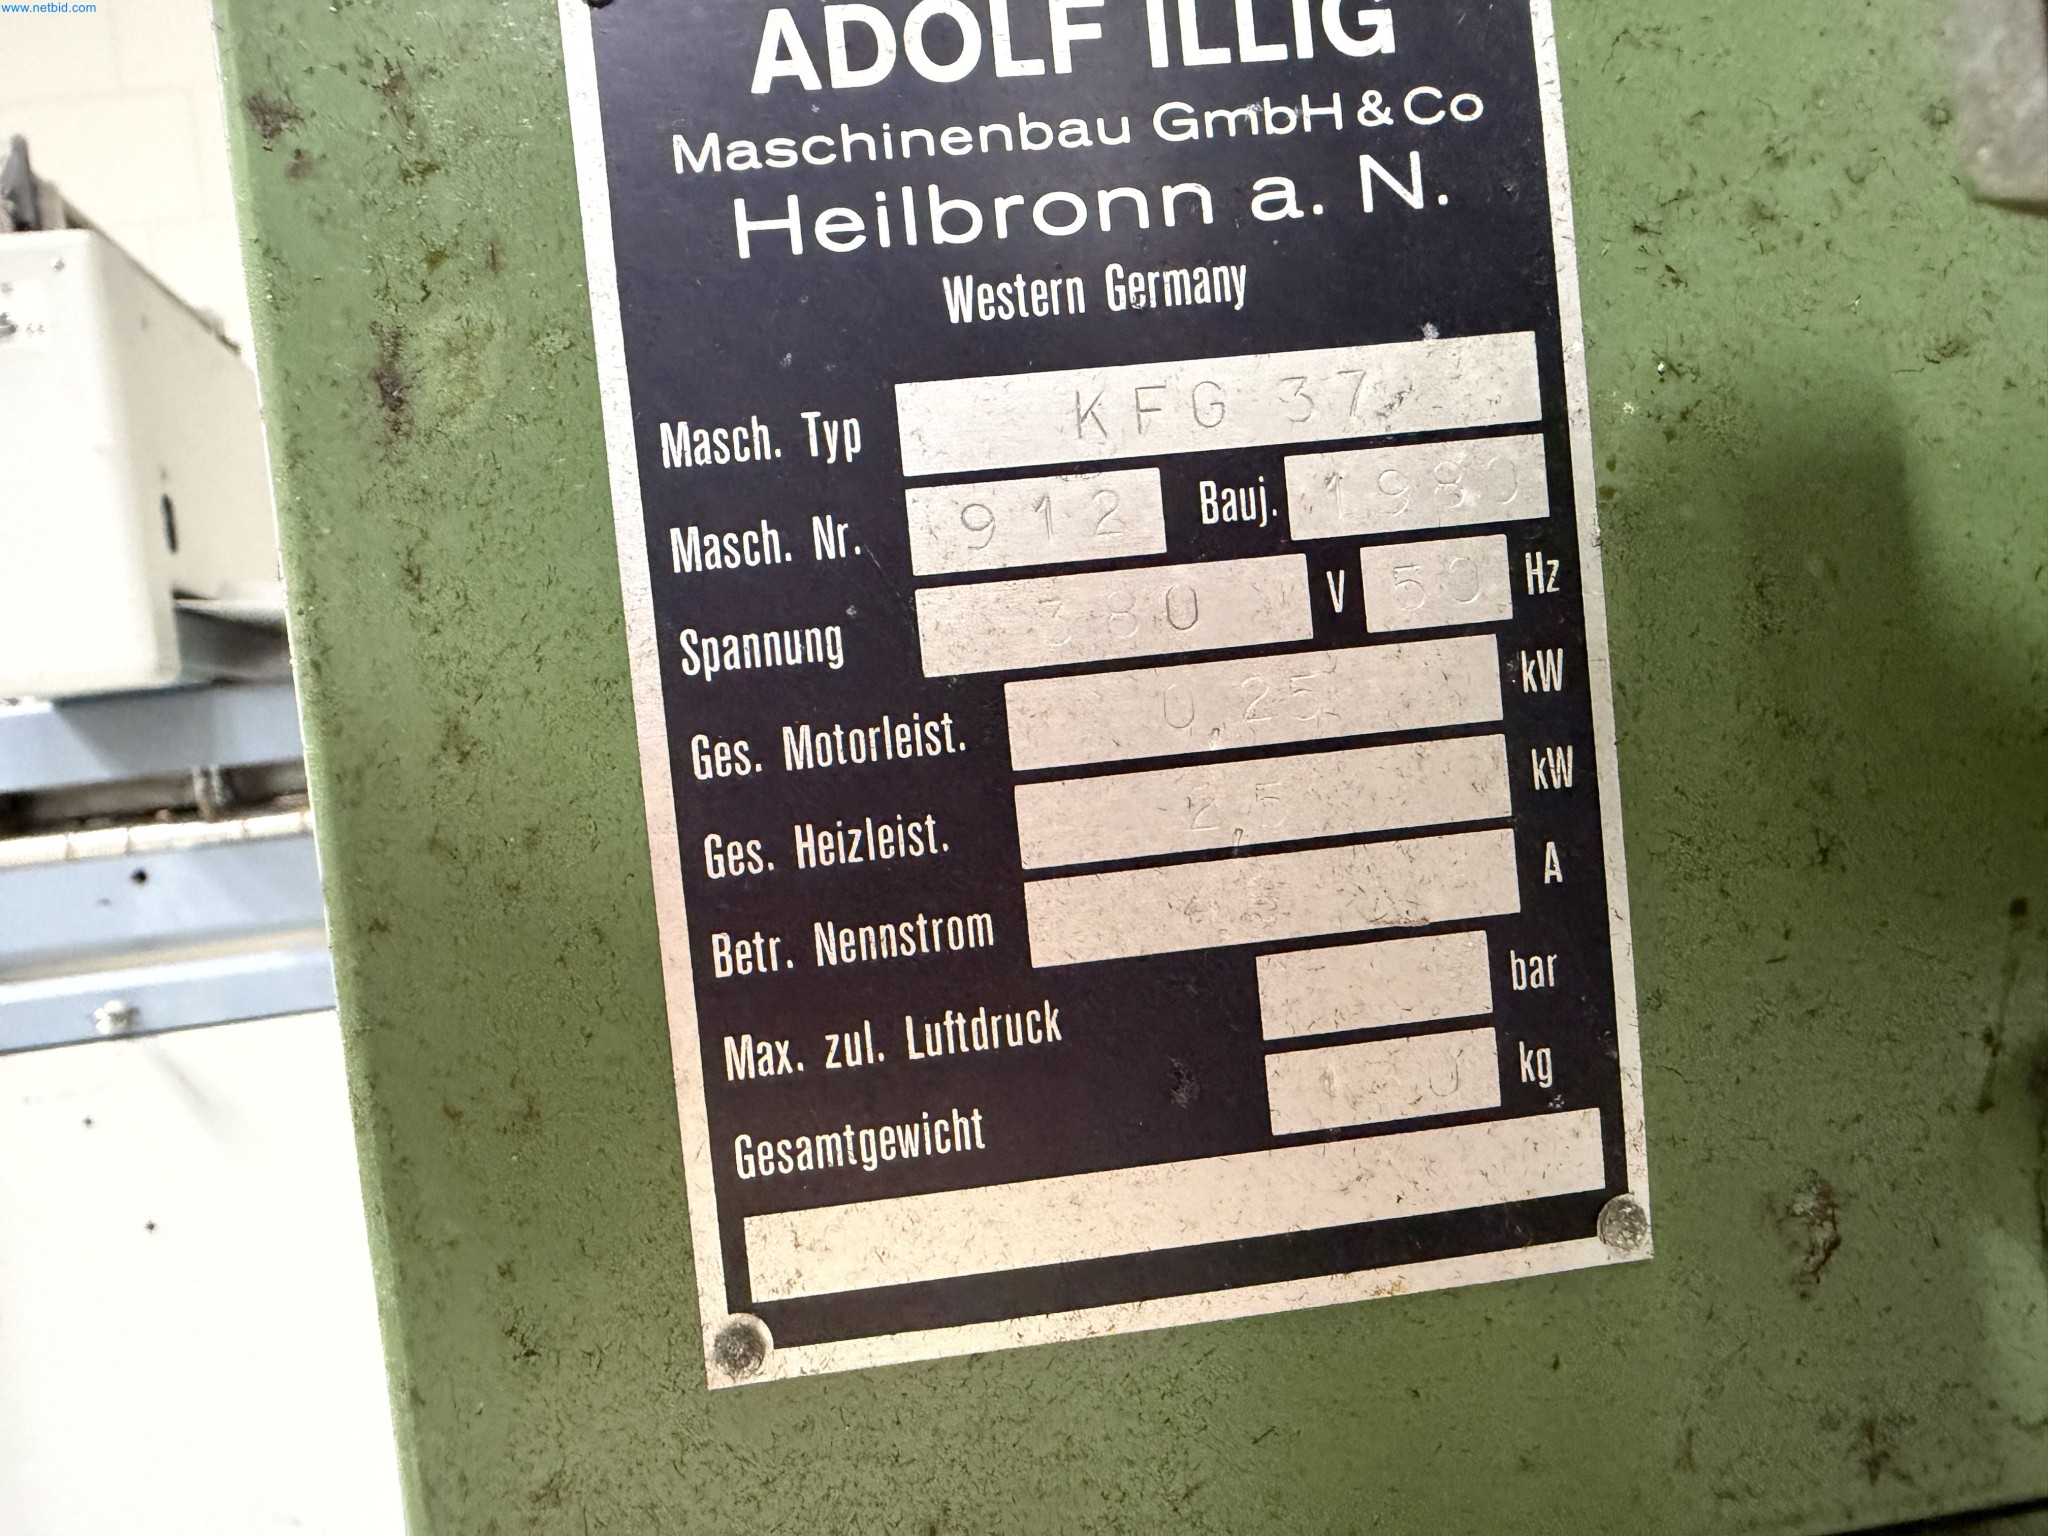 www.netbid.com
ADOLF ILLIG
Maschinenbau GmbH & Co
Heilbronn a. N.
Western Germany
Masch. Typ KFG 37
Masch. Nr. 912 Bauj. 1980
Spannung 380 V 50 Hz
Ges. Motorleist. 0,25 kW
Ges. Heizleist. 2,5 kW
Betr. Nennstrom A
Max. zul. Luftdruck bar
Gesamtgewicht kg